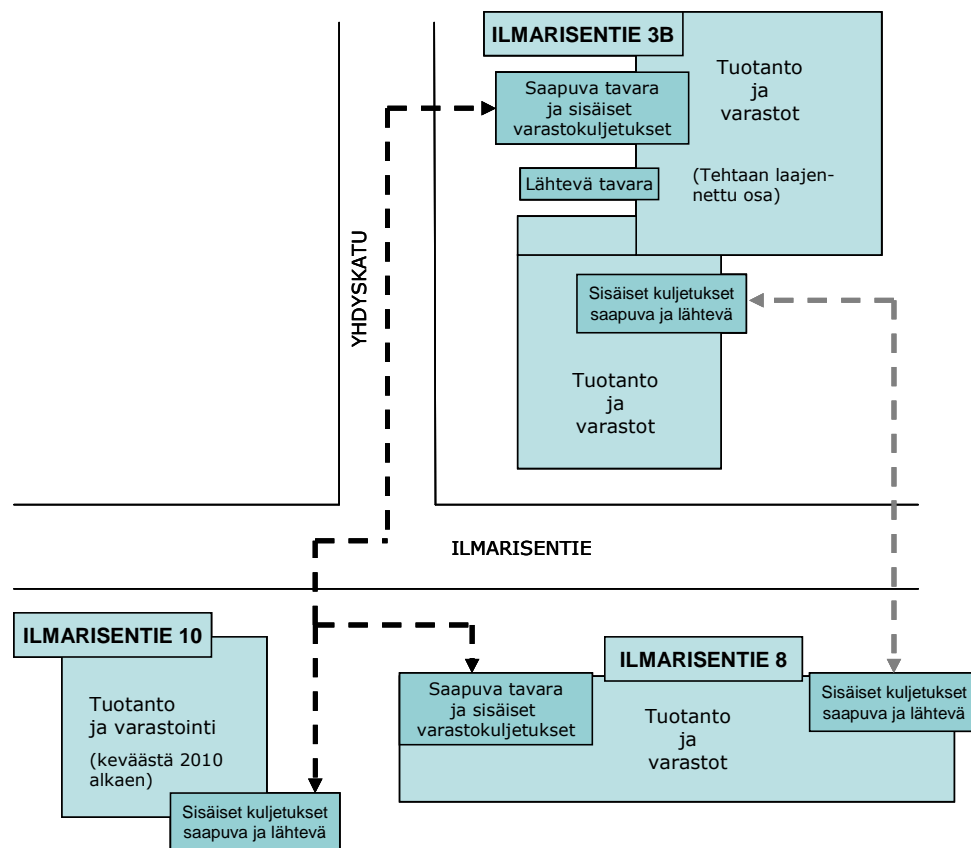 ILMARISENTIE 3B
Tuotanto
ja
varastot
(Tehtaan laajen-
nettu osa)
Saapuva tavara
ja sisäiset
varastokuljetukset
Lähtevä tavara
Sisäiset kuljetukset
saapuva ja lähtevä
Tuotanto
ja
varastot
YHDYSKATU
ILMARISENTIE
ILMARISENTIE 10
Tuotanto
ja varastointi
(keväästä 2010
alkaen)
Sisäiset kuljetukset
saapuva ja lähtevä
ILMARISENTIE 8
Saapuva tavara
ja sisäiset
varastokuljetukset
Tuotanto
ja
varastot
Sisäiset kuljetukset
saapuva ja lähtevä